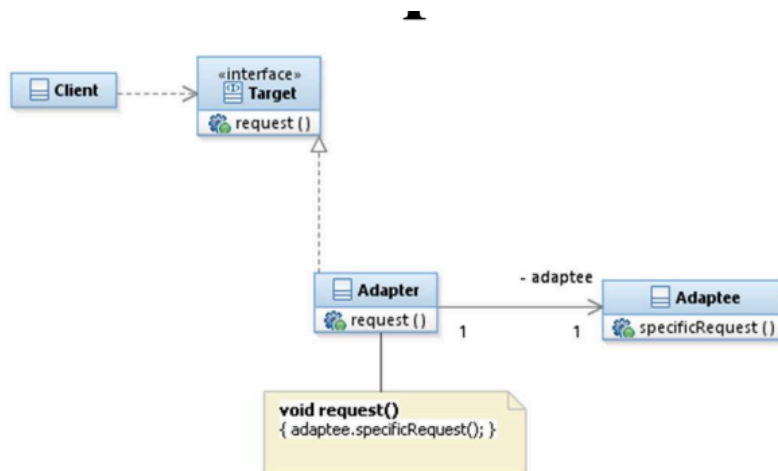 «interface»
Client
Target
request ( )
Adapter
request ( )
- adaptee
1
1
Adaptee
specificRequest ( )
void request()
{ adaptee.specificRequest(); }